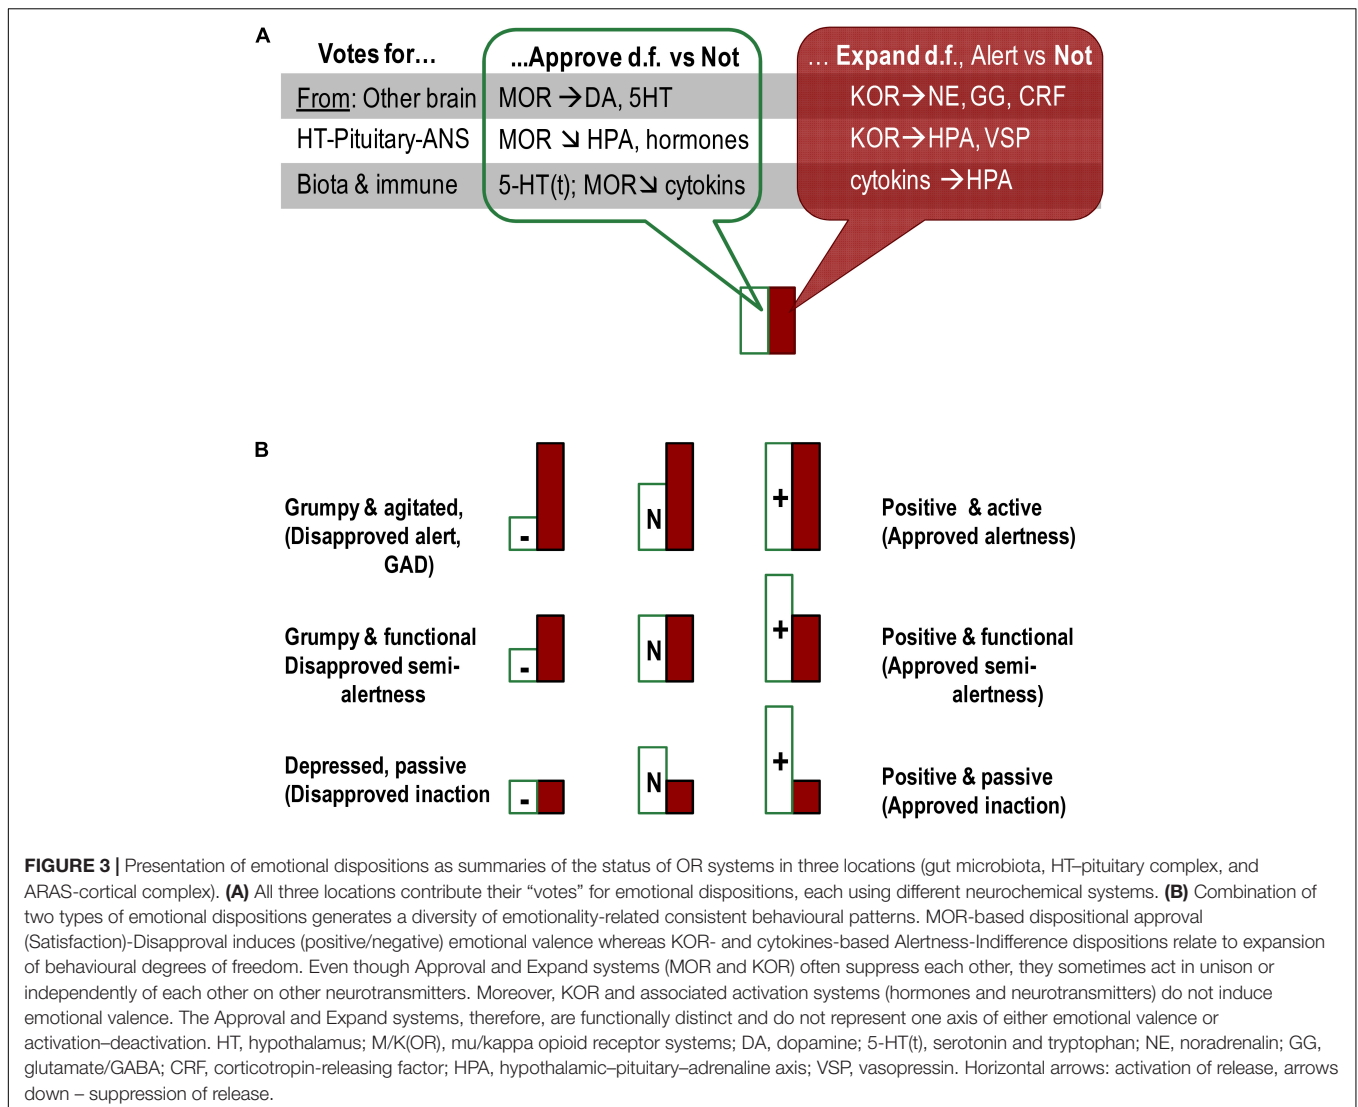 A
Votes for...
...Approve d.f. vs Not
... Expand d.f., Alert vs Not
From: Other brain
MOR →DA, 5HT
KOR→NE, GG, CRF
HT-Pituitary-ANS
MOR ↘ HPA, hormones
KOR→HPA, VSP
Biota & immune
5-HT(t); MOR↘ cytokins
cytokins →HPA
B
Grumpy & agitated,
(Disapproved alert,
GAD)
-
N
+
Positive & active
(Approved alertness)
Grumpy & functional
Disapproved semi-
alertness
-
N
+
Positive & functional
(Approved semi-
alertness)
Depressed, passive
(Disapproved inaction
-
N
+
Positive & passive
(Approved inaction)
FIGURE 3 | Presentation of emotional dispositions as summaries of the status of OR systems in three locations (gut microbiota, HT–pituitary complex, and
ARAS-cortical complex). (A) All three locations contribute their “votes” for emotional dispositions, each using different neurochemical systems. (B) Combination of
two types of emotional dispositions generates a diversity of emotionality-related consistent behavioural patterns. MOR-based dispositional approval
(Satisfaction)-Disapproval induces (positive/negative) emotional valence whereas KOR- and cytokines-based Alertness-Indifference dispositions relate to expansion
of behavioural degrees of freedom. Even though Approval and Expand systems (MOR and KOR) often suppress each other, they sometimes act in unison or
independently of each other on other neurotransmitters. Moreover, KOR and associated activation systems (hormones and neurotransmitters) do not induce
emotional valence. The Approval and Expand systems, therefore, are functionally distinct and do not represent one axis of either emotional valence or
activation–deactivation. HT, hypothalamus; M/K(OR), mu/kappa opioid receptor systems; DA, dopamine; 5-HT(t), serotonin and tryptophan; NE, noradrenalin; GG,
glutamate/GABA; CRF, corticotropin-releasing factor; HPA, hypothalamic–pituitary–adrenaline axis; VSP, vasopressin. Horizontal arrows: activation of release, arrows
down – suppression of release.